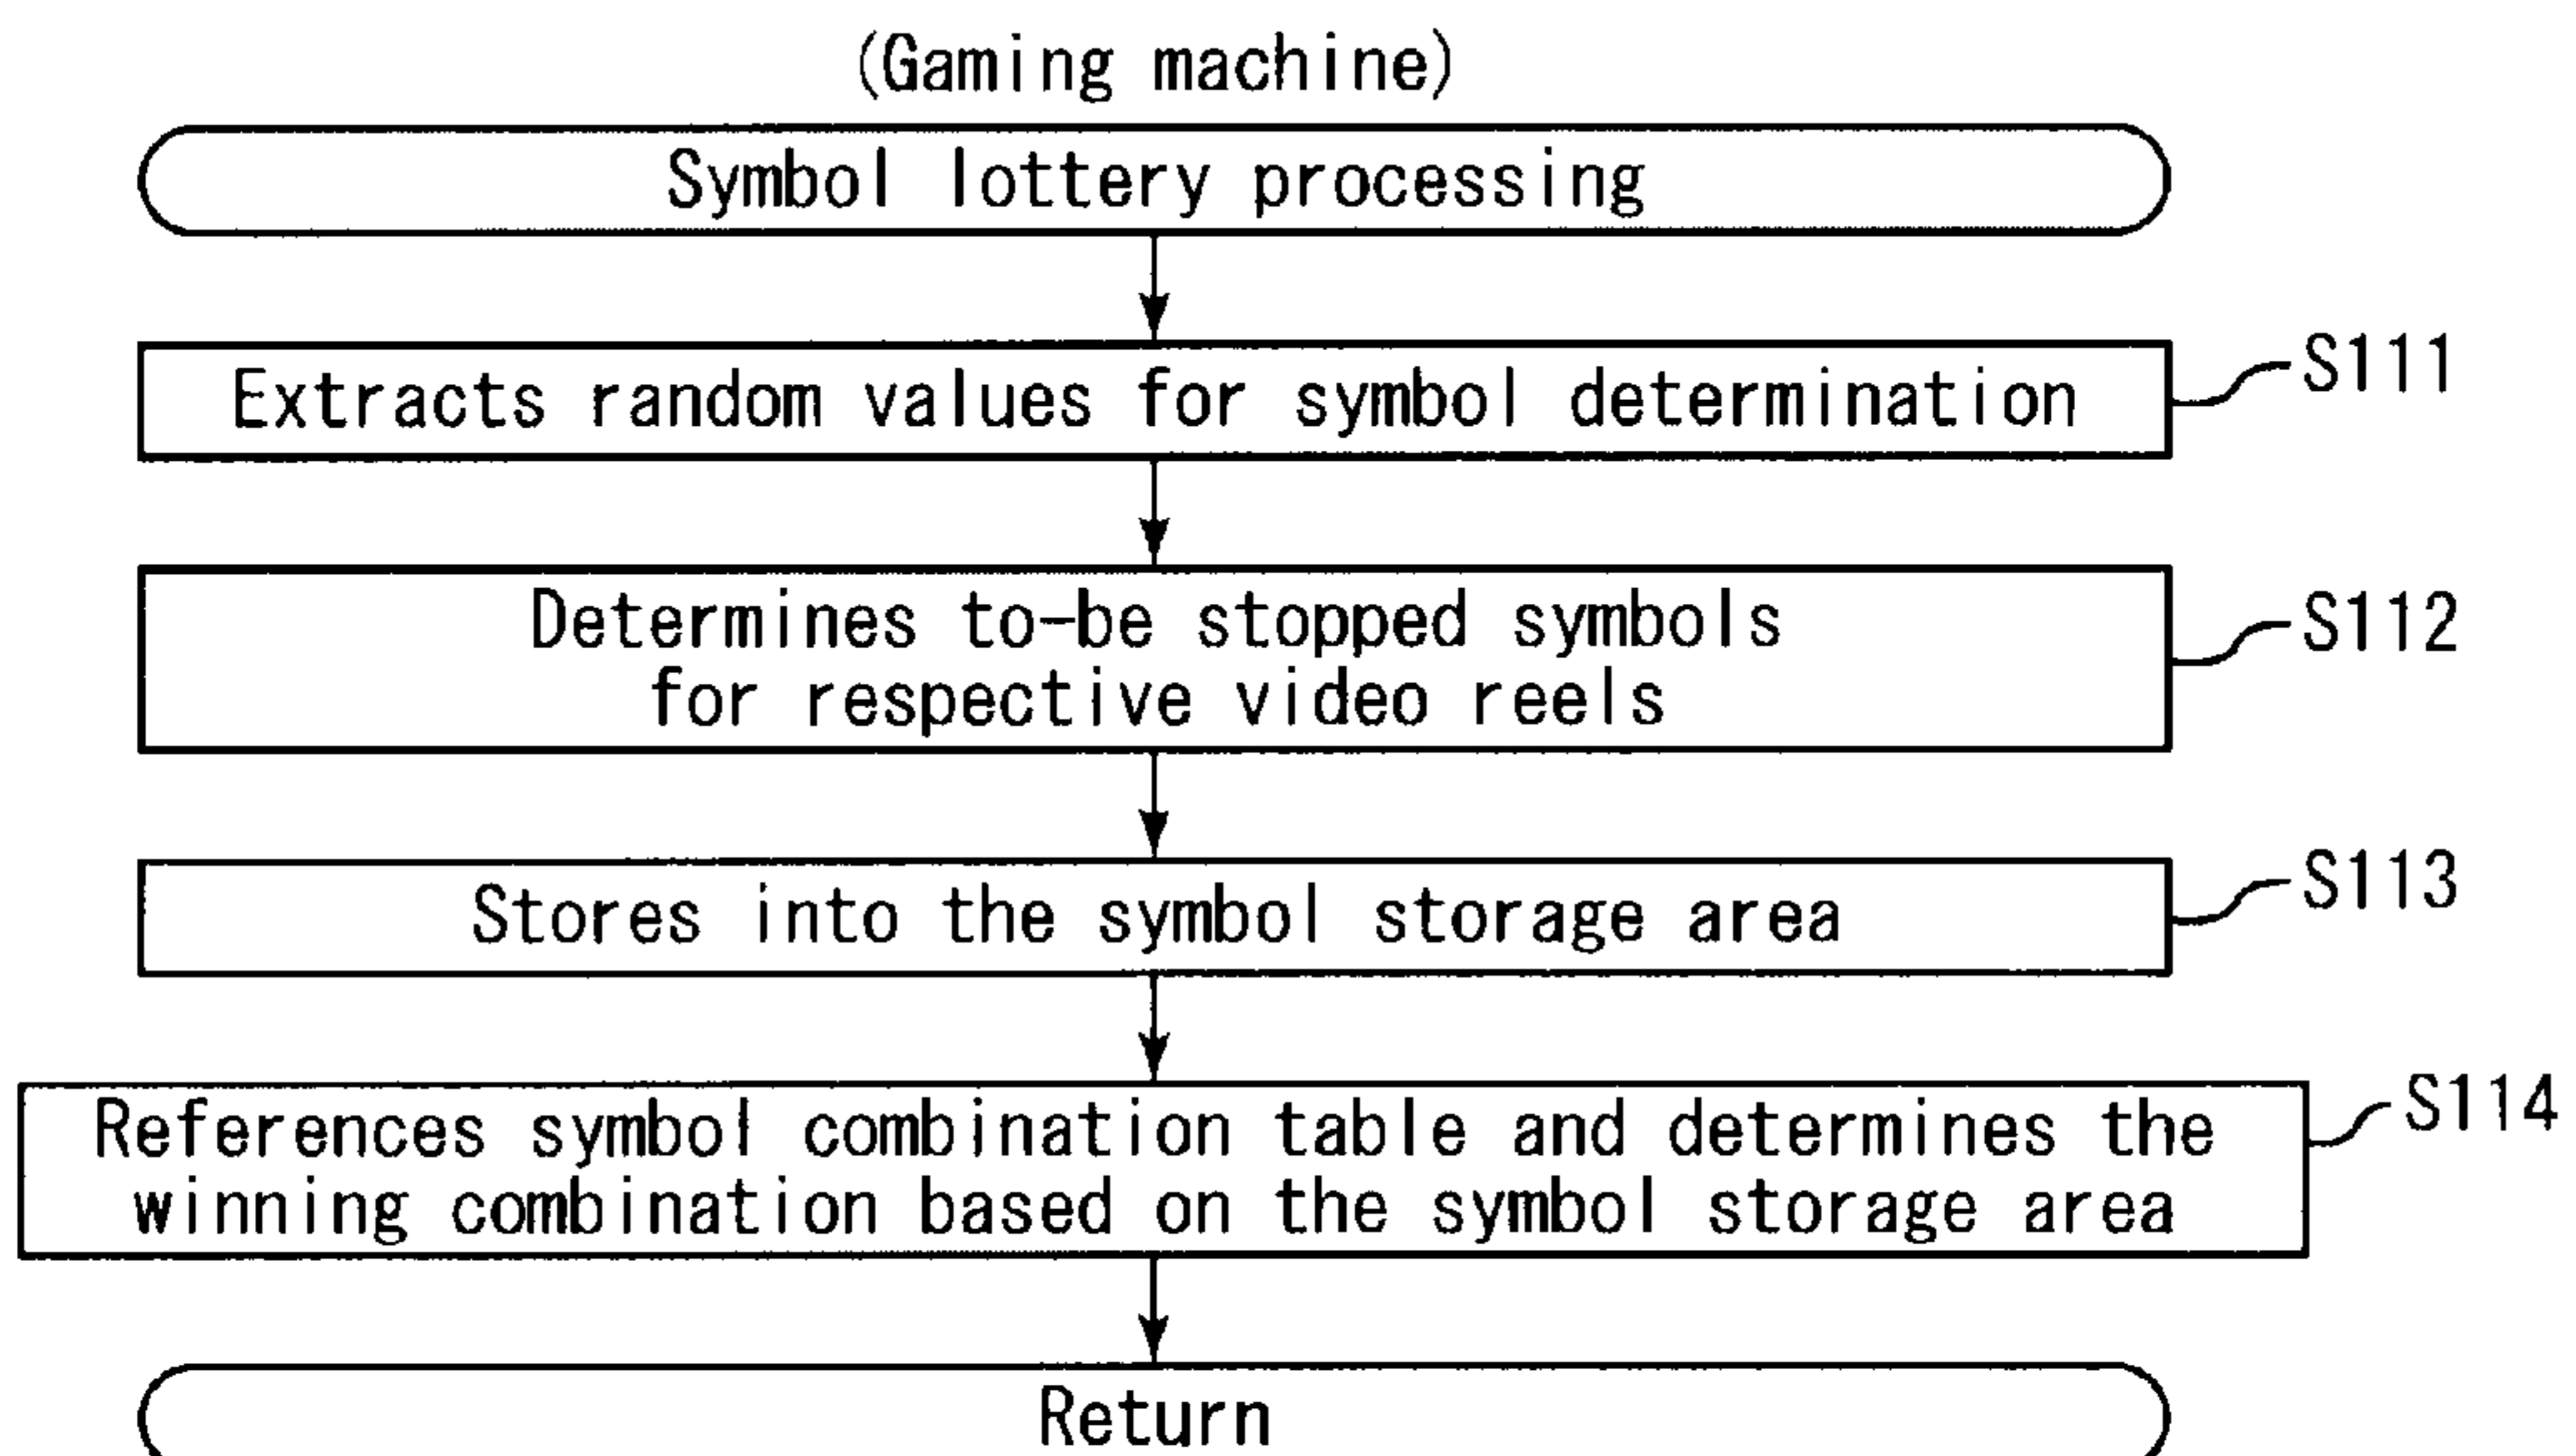 (Gaming machine)
Symbol lottery processing
Extracts random values for symbol determination
S111
Determines to-be stopped symbols
for respective video reels
S112
Stores into the symbol storage area
S113
References symbol combination table and determines the
winning combination based on the symbol storage area
S114
Return